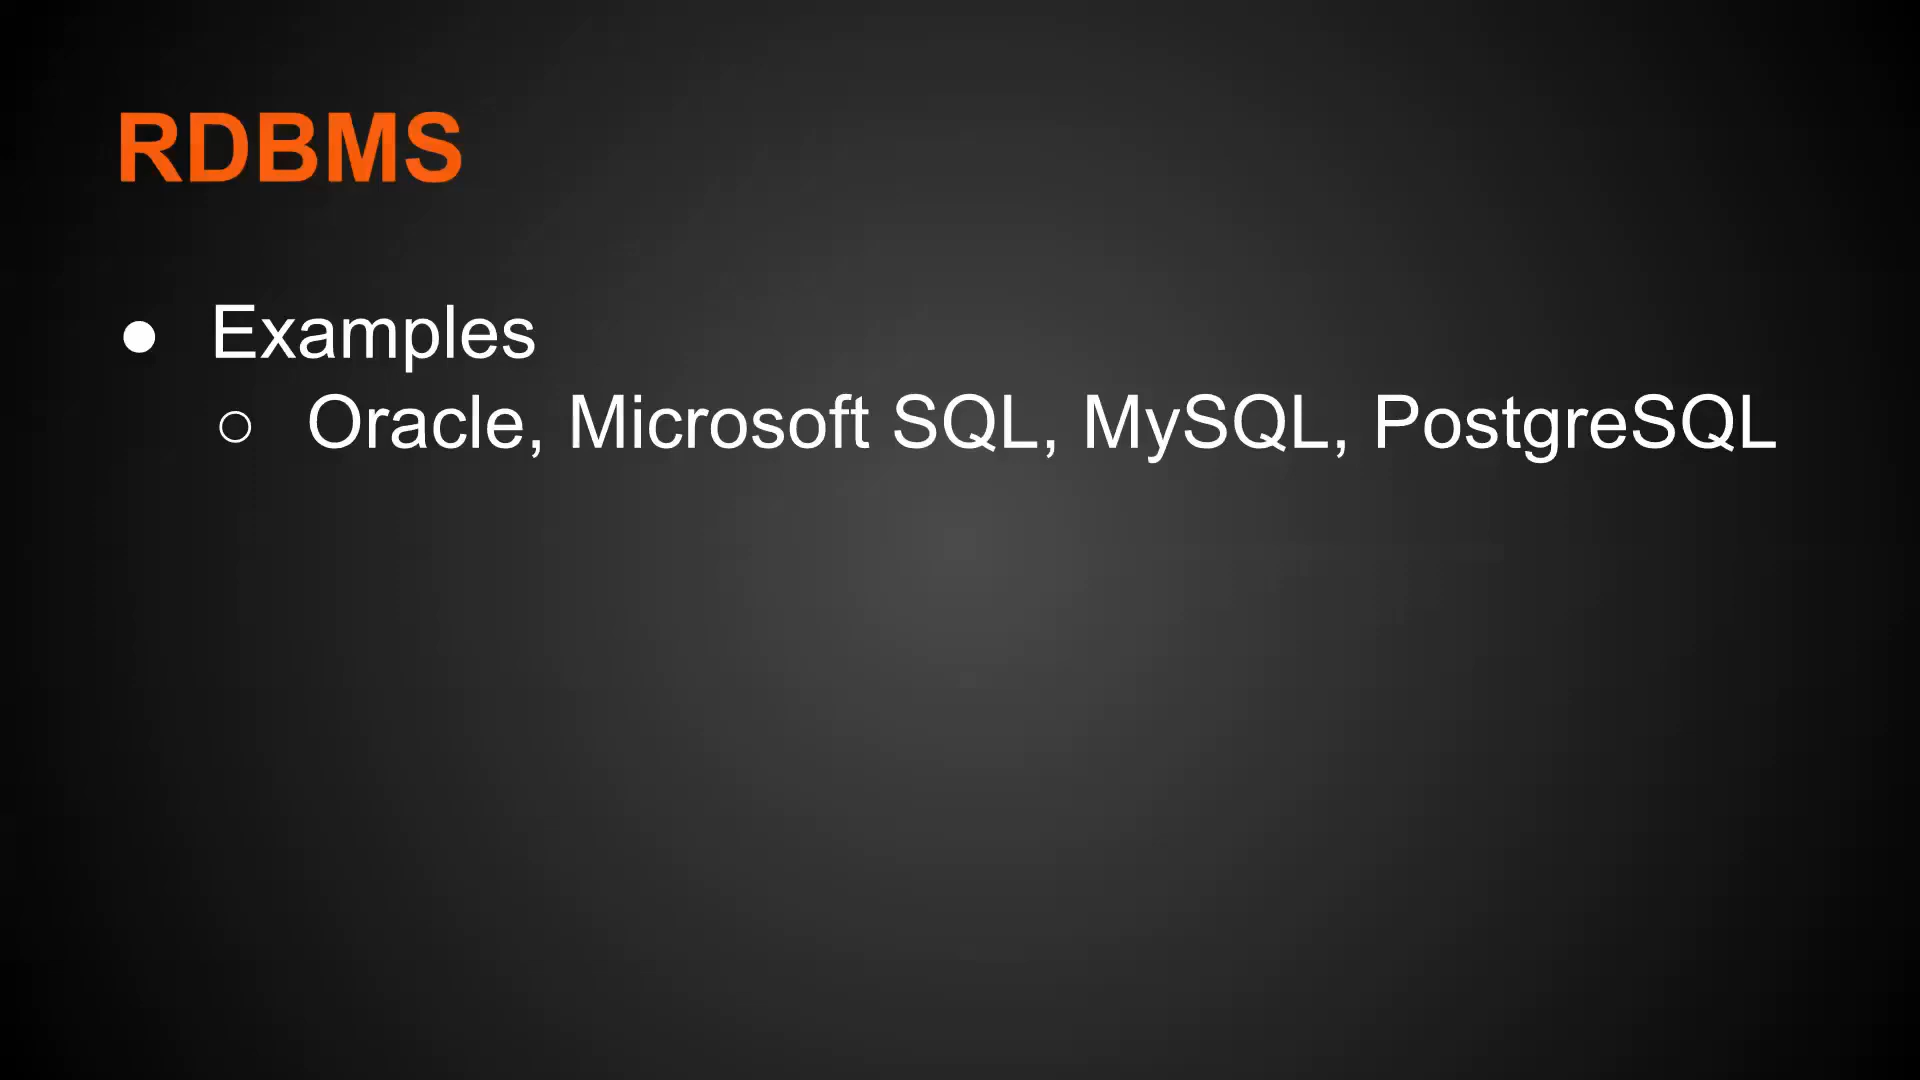 RDBMS
● Examples
○ Oracle, Microsoft SQL, MySQL, PostgreSQL